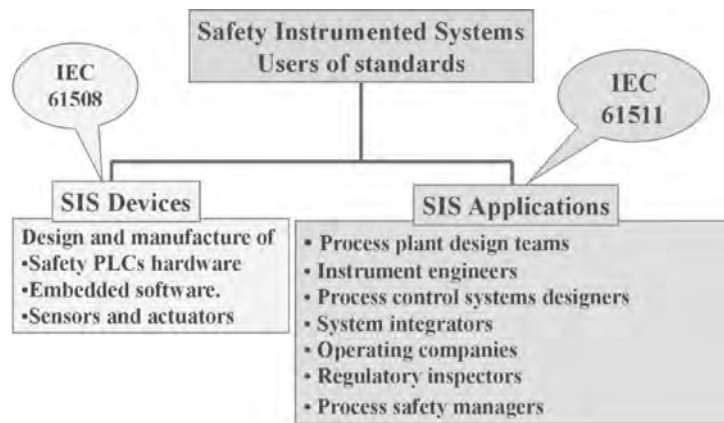 Safety Instrumented Systems
Users of standards
IEC
61508
IEC
61511
SIS Devices
Design and manufacture of
•Safety PLCs hardware
•Embedded software.
•Sensors and actuators
SIS Applications
• Process plant design teams
• Instrument engineers
• Process control systems designers
• System integrators
• Operating companies
• Regulatory inspectors
• Process safety managers